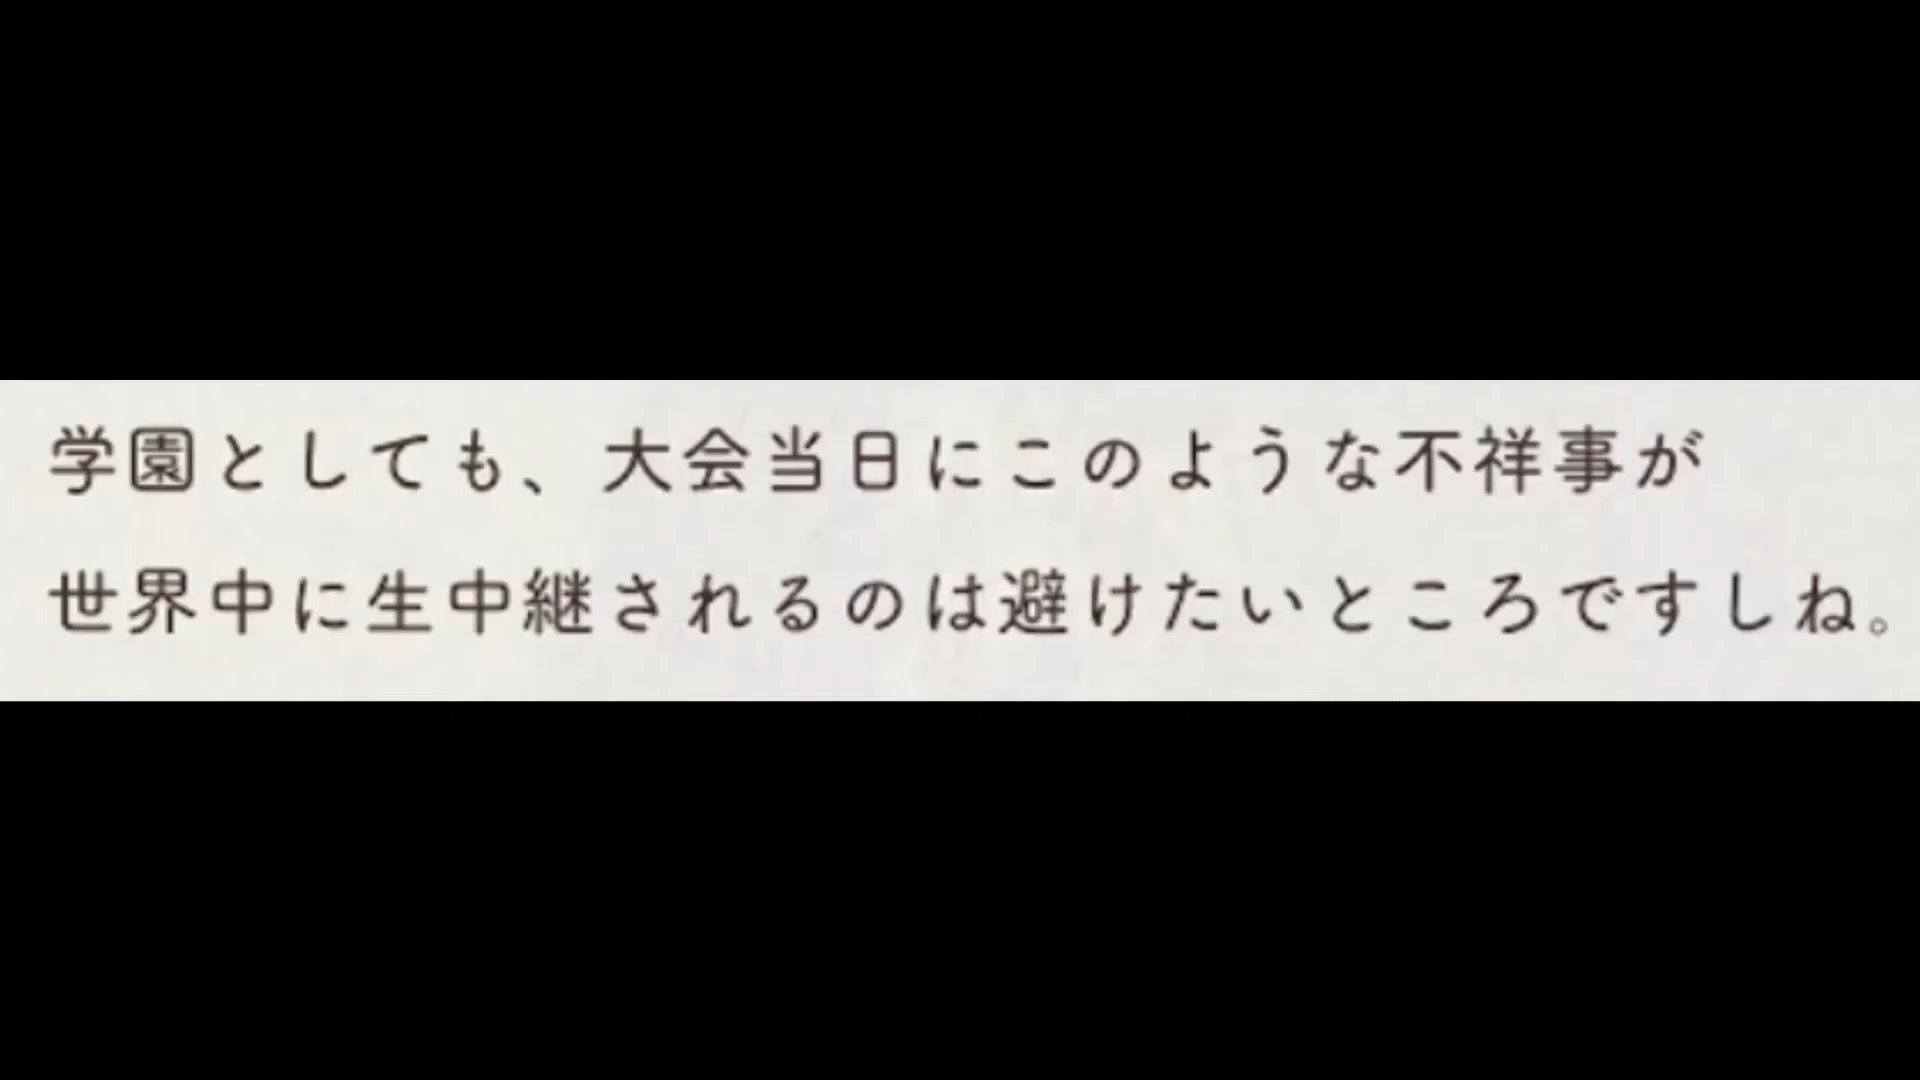 学園としても、大会当日にこのような不祥事が
世界中に生中継されるのは避けたいところですしね。